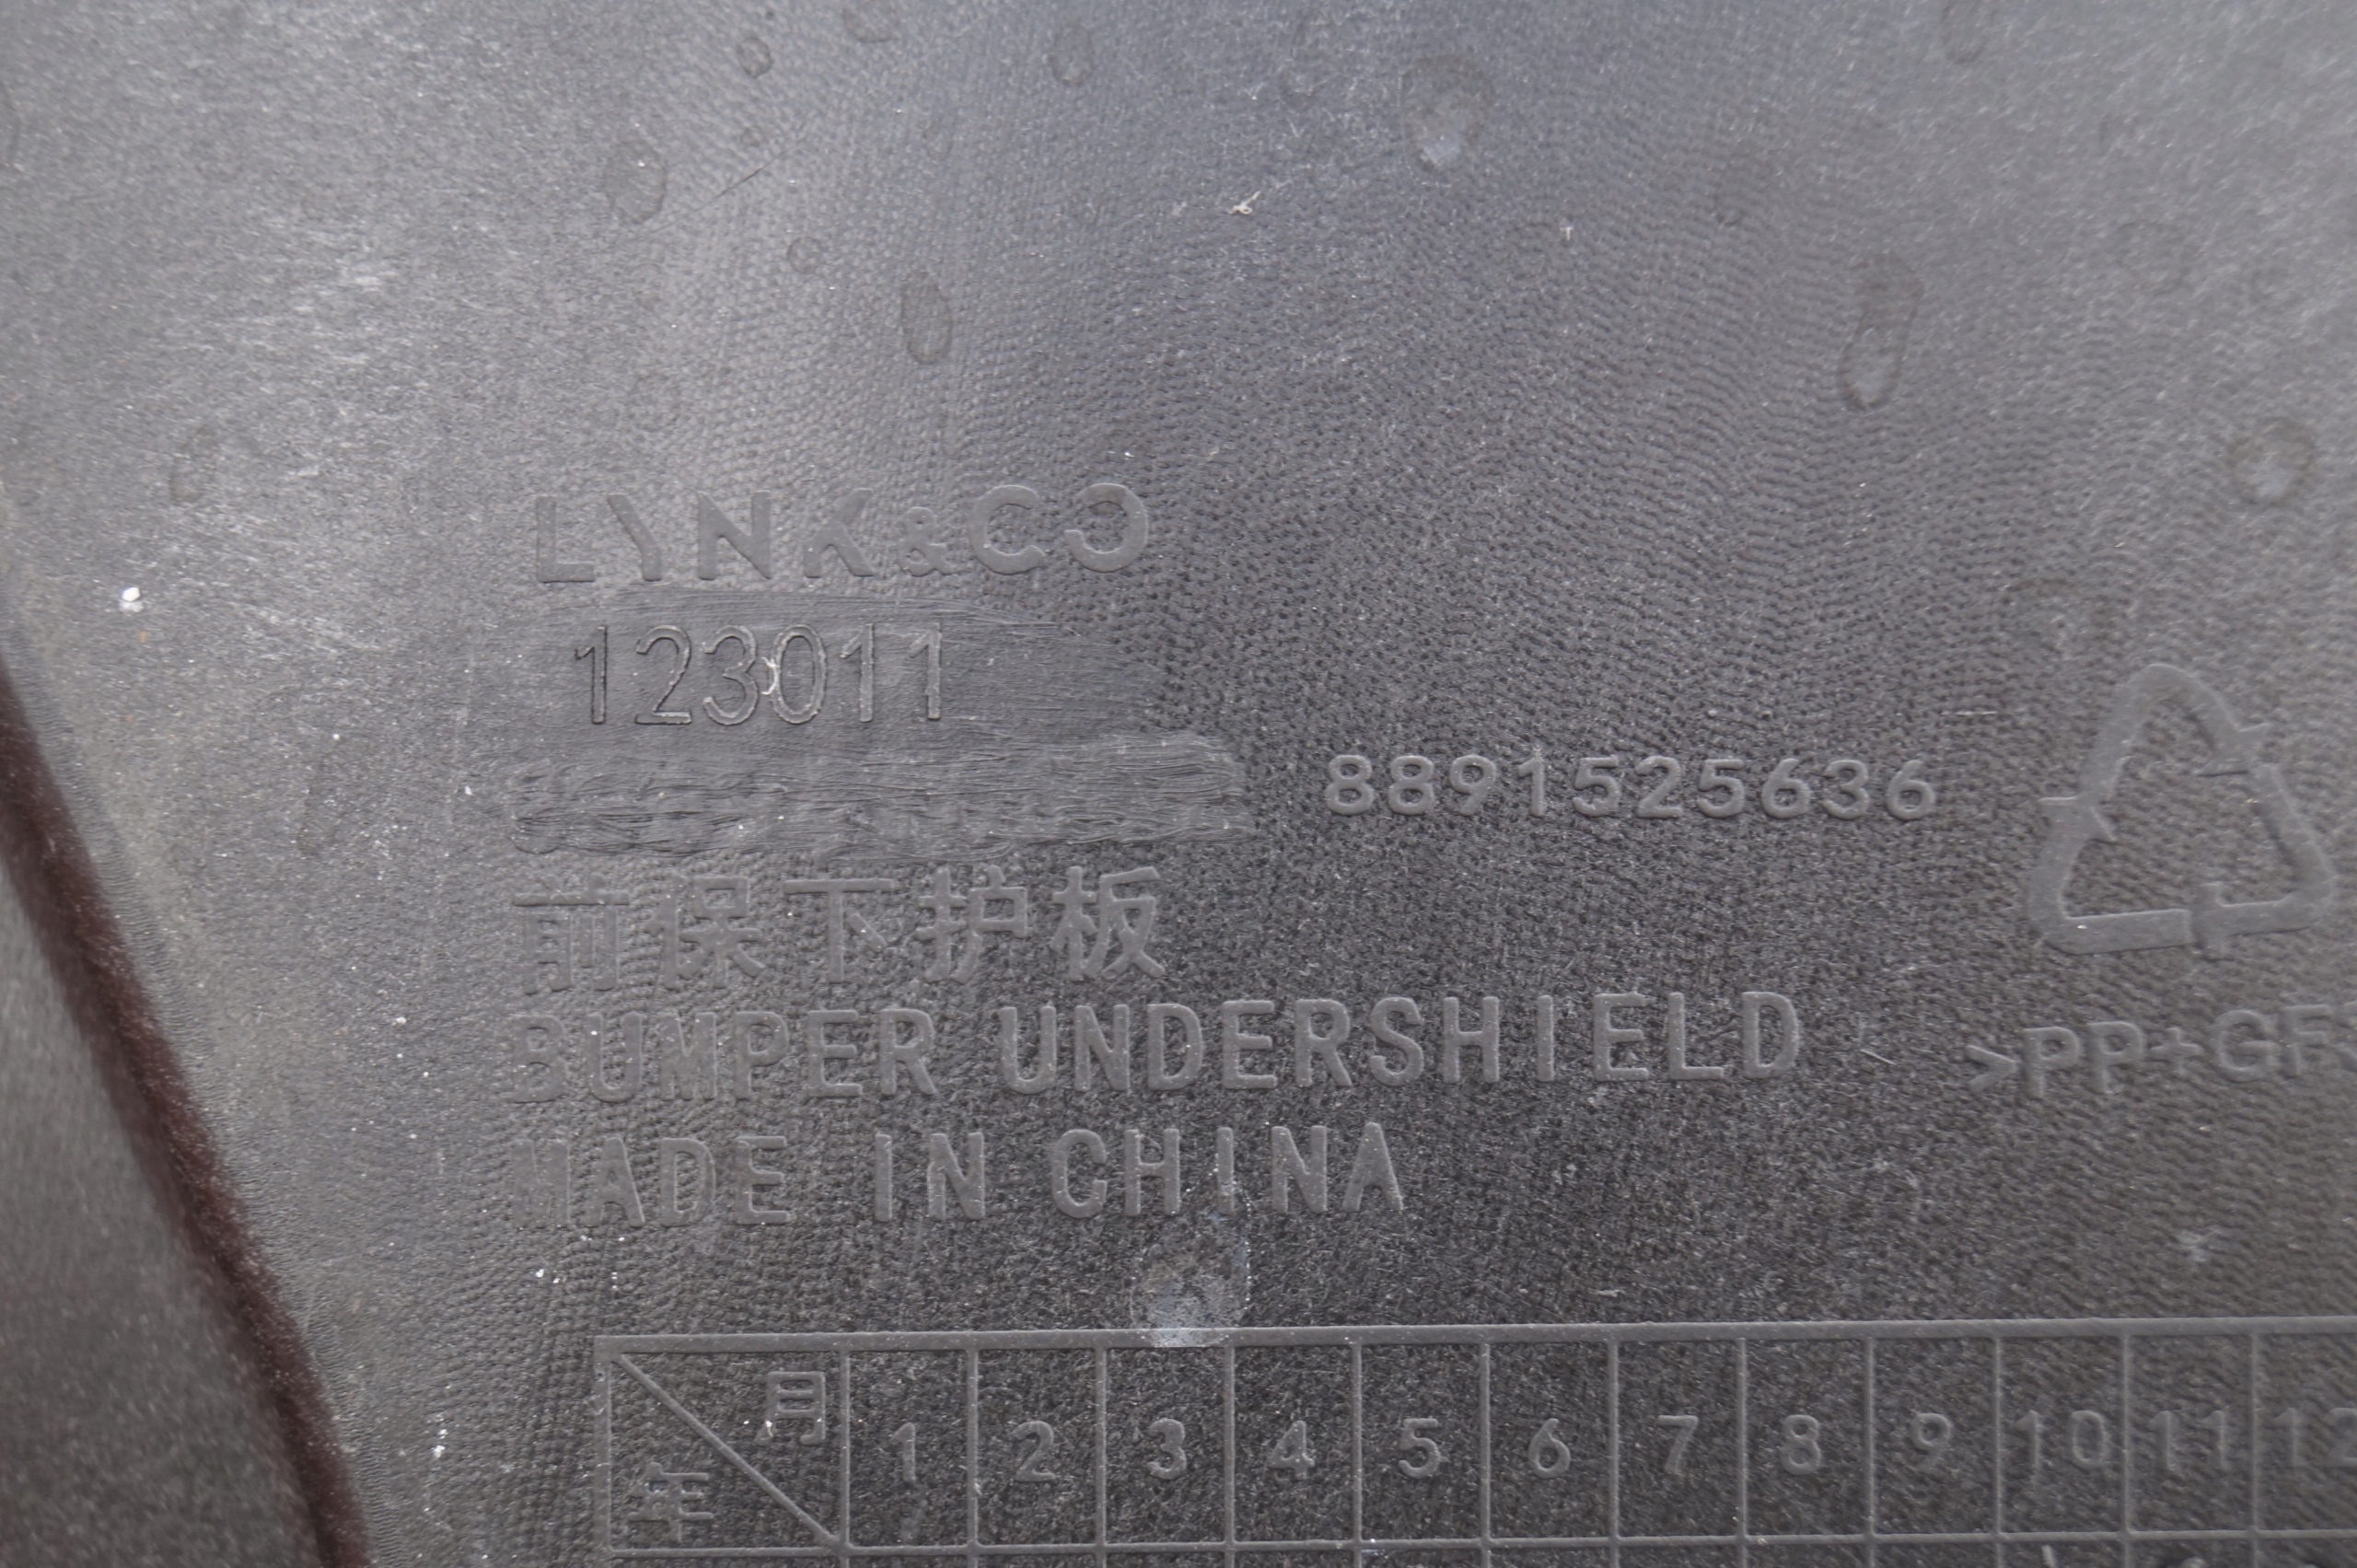 LYNK&CO
123011
8891525636
前保下护板
BUMPER UNDERSHIELD
>PP+GF
MADE IN CHINA
月 1 2 3 4 5 6 7 8 9 10 11 12
年